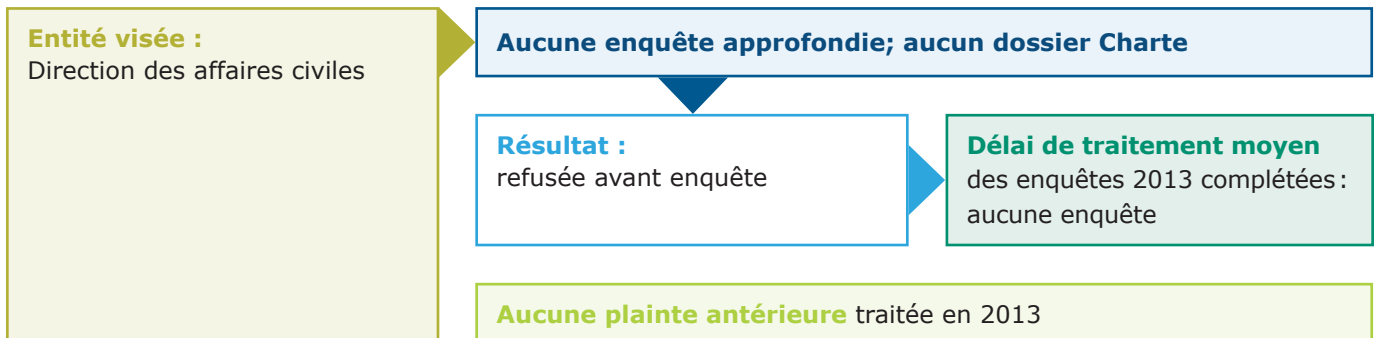 Entité visée :
Direction des affaires civiles
Aucune enquête approfondie; aucun dossier Charte
Résultat :
refusée avant enquête
Délai de traitement moyen
des enquêtes 2013 complétées :
aucune enquête
Aucune plainte antérieure traitée en 2013